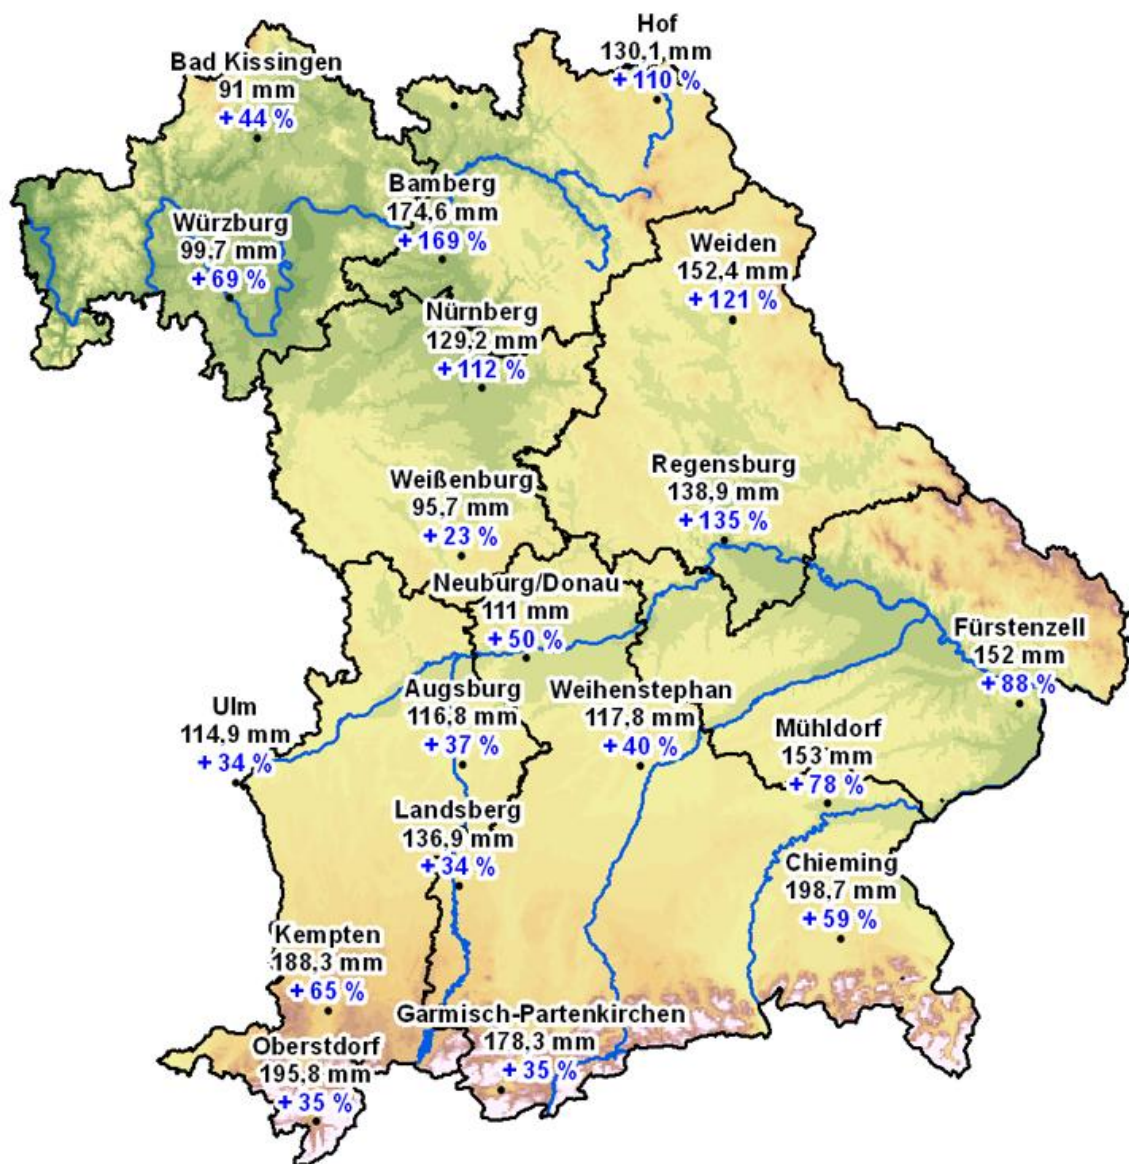 Hof
130,1 mm
+ 110 %
Bad Kissingen
91 mm
+ 44 %
Bamberg
174,6 mm
+ 169 %
Würzburg
99,7 mm
+ 69 %
Weiden
152,4 mm
+ 121 %
Nürnberg
129,2 mm
+ 112 %
Regensburg
138,9 mm
+ 135 %
Weißenburg
95,7 mm
+ 23 %
Neuburg/Donau
111 mm
+ 50 %
Fürstenzell
152 mm
+ 88 %
Augsburg
116,8 mm
+ 37 %
Weihenstephan
117,8 mm
+ 40 %
Ulm
114,9 mm
+ 34 %
Mühldorf
153 mm
+ 78 %
Landsberg
136,9 mm
+ 34 %
Chieming
198,7 mm
+ 59 %
Kempten
188,3 mm
+ 65 %
Garmisch-Partenkirchen
178,3 mm
+ 35 %
Oberstdorf
195,8 mm
+ 35 %